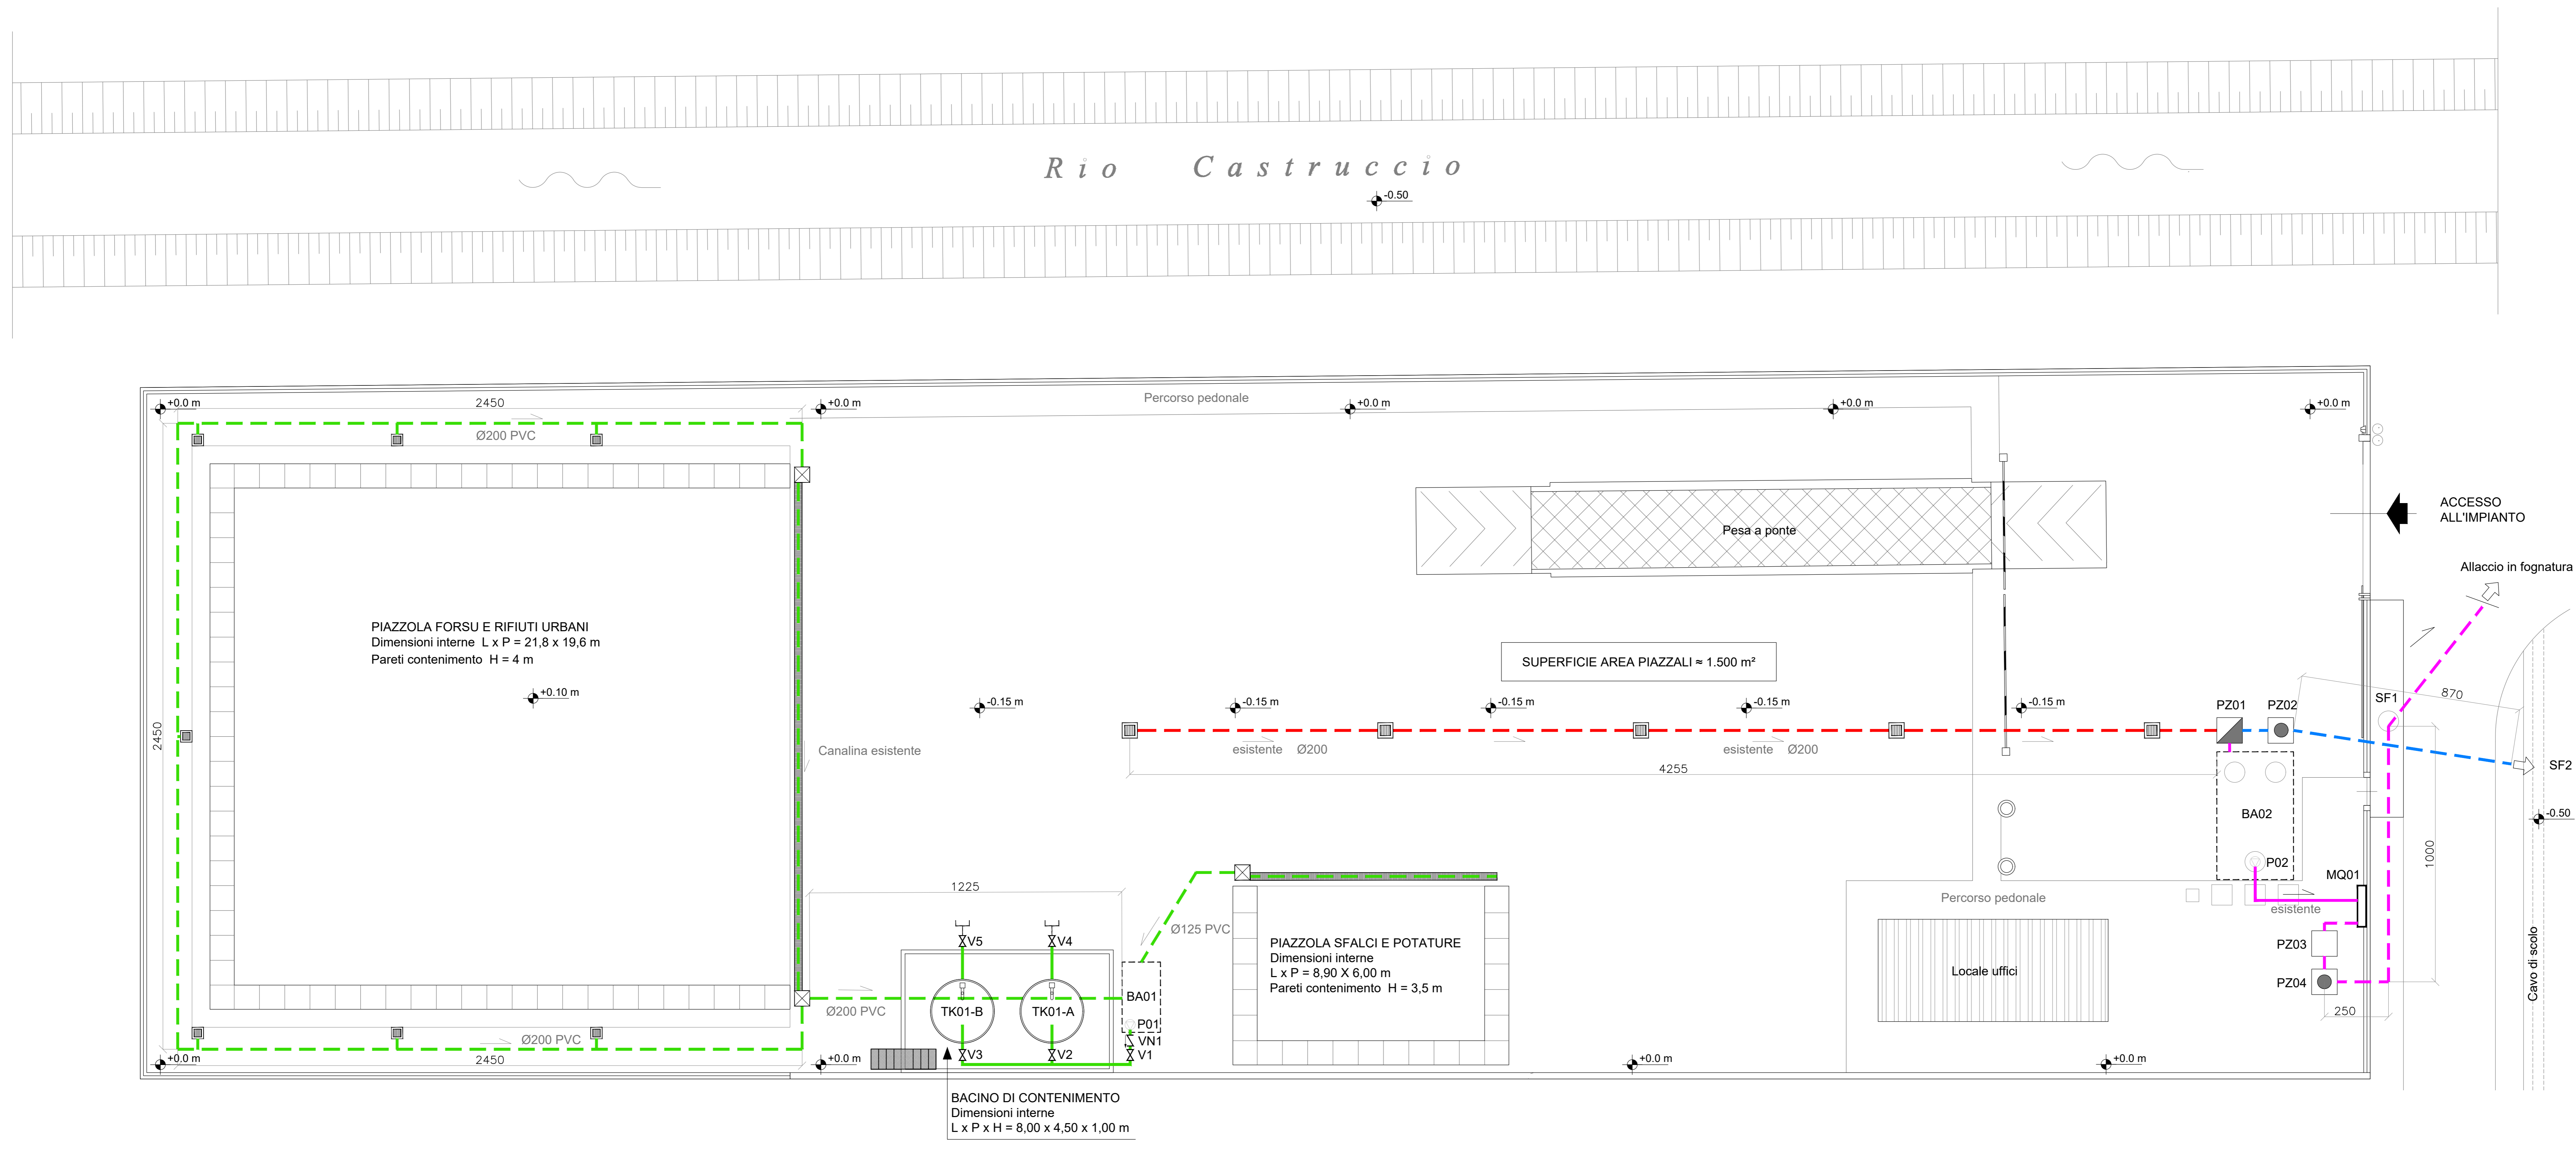 Rio Castruccio
-0.50
Percorso pedonale
+0.0 m
2450
+0.0 m
+0.0 m
+0.0 m
+0.0 m
Ø200 PVC
ACCESSO
ALL'IMPIANTO
Pesa a ponte
Allaccio in fognatura
PIAZZOLA FORSU E RIFIUTI URBANI
Dimensioni interne L x P = 21,8 x 19,6 m
Pareti contenimento H = 4 m
SUPERFICIE AREA PIAZZALI ≈ 1.500 m²
+0.10 m
-0.15 m
-0.15 m
-0.15 m
-0.15 m
-0.15 m
PZ01
PZ02
SF1
870
2450
Canalina esistente
esistente Ø200
esistente Ø200
4255
SF2
BA02
-0.50
1000
P02
MQ01
1225
Percorso pedonale
esistente
Ø125 PVC
V5
V4
PIAZZOLA SFALCI E POTATURE
Dimensioni interne
L x P = 8,90 X 6,00 m
Pareti contenimento H = 3,5 m
PZ03
Locale uffici
PZ04
Cavo di scolo
BA01
Ø200 PVC
TK01-B
TK01-A
250
P01
VN1
V3
V2
V1
Ø200 PVC
2450
+0.0 m
+0.0 m
+0.0 m
+0.0 m
BACINO DI CONTENIMENTO
Dimensioni interne
L x P x H = 8,00 x 4,50 x 1,00 m